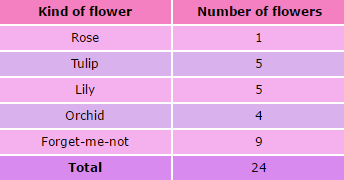 Kind of flower Number of flowers
Rose 1
Tulip 5
Lily 5
Orchid 4
Forget-me-not 9
Total 24